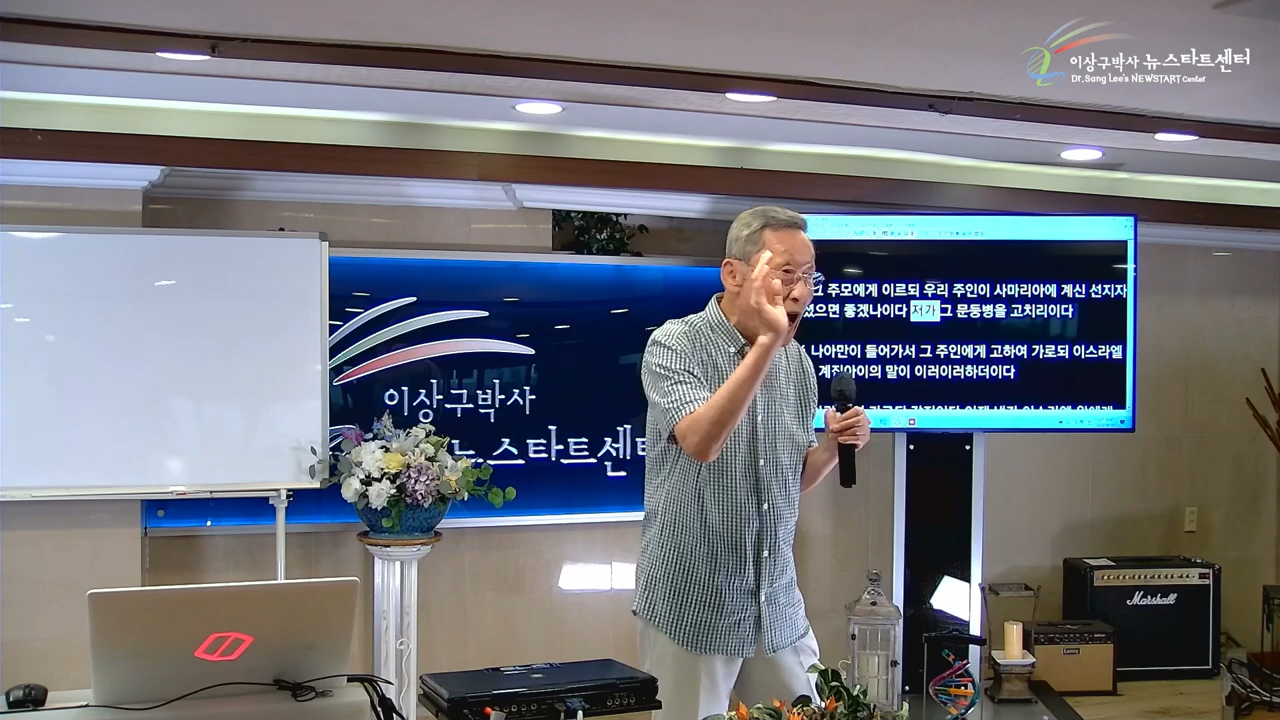 이상구박사 뉴스타트센터
Dr. Sang Lee's NEWSTART Center
그 주모에게 이르되 우리 주인이 사마리아에 계신 선지자
으면 좋겠나이다 저가 그 문둥병을 고치리이다
나아만이 들어가서 그 주인에게 고하여 가로되 이스라엘
계집아이의 말이 이러이러하더이다
이상구박사
뉴스타트센터
Marshall
Laney